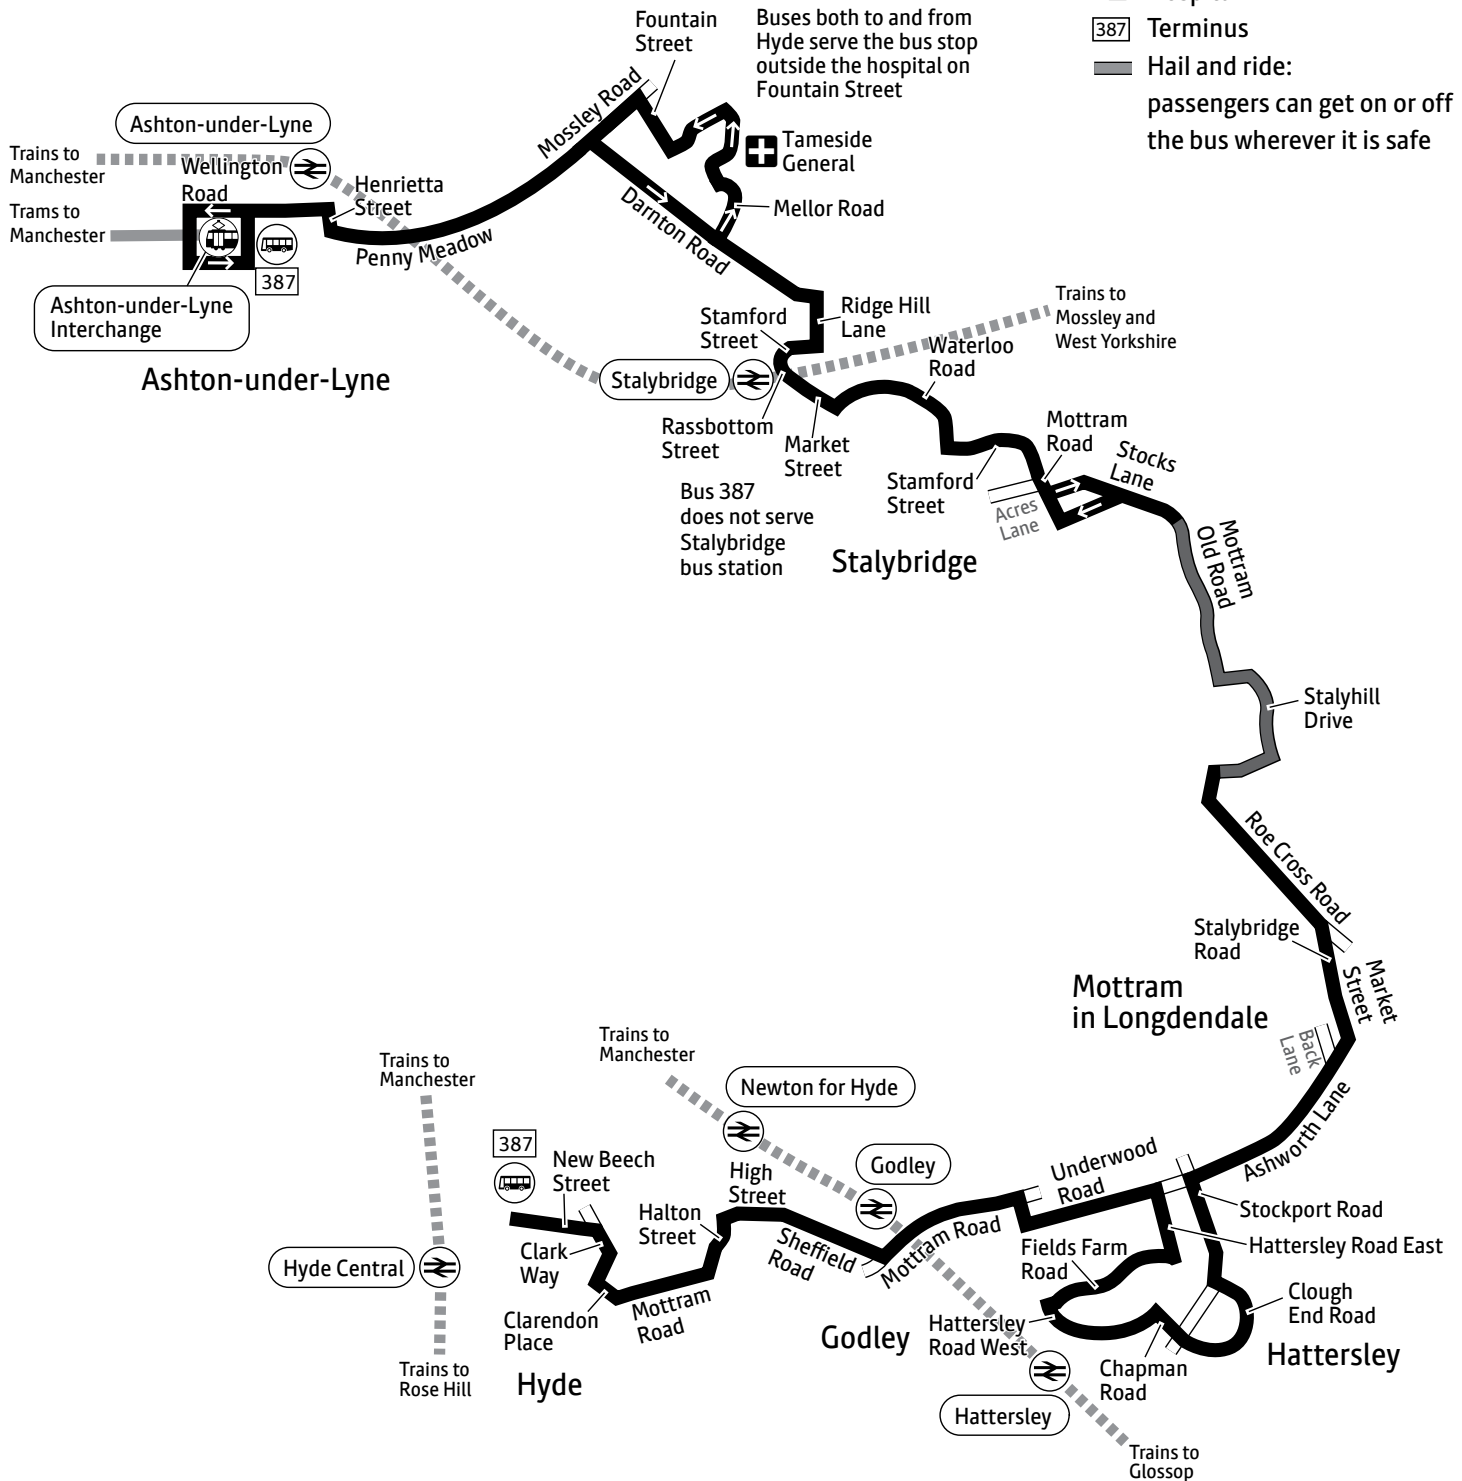 Fountain
Street
Buses both to and from
Hyde serve the bus stop
outside the hospital on
Fountain Street
387 Terminus
Hail and ride:
passengers can get on or off
the bus wherever it is safe
Mossley Road
Ashton-under-Lyne
Trains to
Manchester
Wellington
Road
Henrietta
Street
Trams to
Manchester
Penny Meadow
387
Ashton-under-Lyne
Interchange
Ashton-under-Lyne
Tameside
General
Mellor Road
Darnton Road
Ridge Hill
Lane
Stamford
Street
Trains to
Mossley and
West Yorkshire
Stalybridge
Waterloo
Road
Rassbottom
Street
Market
Street
Mottram
Road
Stocks
Lane
Stamford
Street
Acres
Lane
Bus 387
does not serve
Stalybridge
bus station
Stalybridge
Mottram
Old Road
Stalyhill
Drive
Roe Cross Road
Stalybridge
Road
Market
Street
Mottram
in Longdendale
Back
Lane
Ashworth Lane
Trains to
Manchester
Trains to
Manchester
Newton for Hyde
387
New Beech
Street
High
Street
Godley
Underwood
Road
Halton
Street
Stockport Road
Clark
Way
Sheffield
Road
Mottram Road
Fields Farm
Road
Hattersley Road East
Hyde Central
Clarendon
Place
Mottram
Road
Godley
Hattersley
Road West
Clough
End Road
Hattersley
Chapman
Road
Trains to
Rose Hill
Hyde
Hattersley
Trains to
Glossop